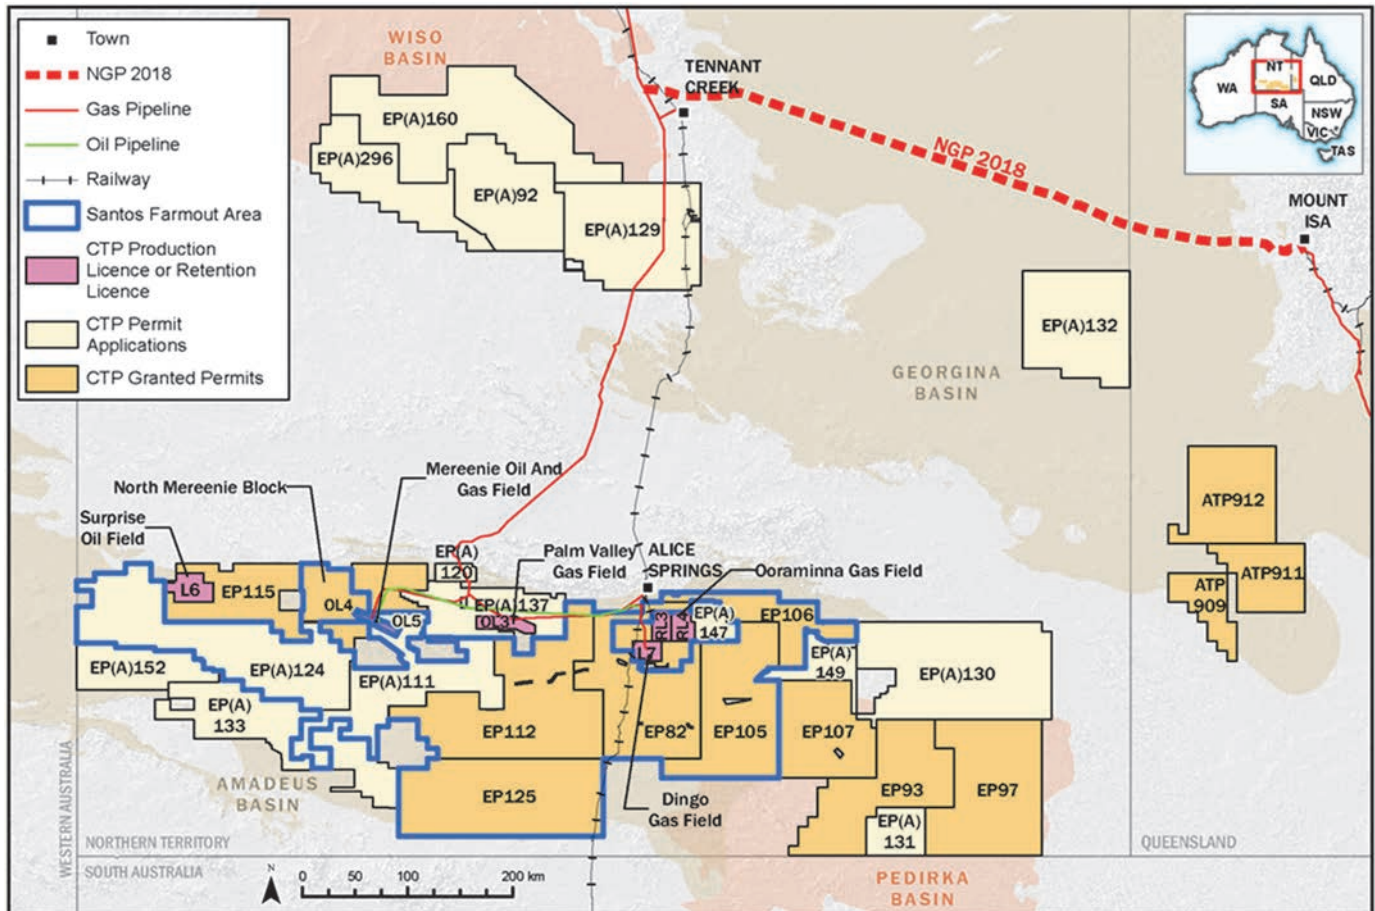 Town
NGP 2018
Gas Pipeline
Oil Pipeline
Railway
Santos Farmout Area
CTP Production
Licence or Retention
Licence
CTP Permit
Applications
CTP Granted Permits
WISO
BASIN
TENNANT
CREEK
NT
WA
QLD
SA
NSW
VIC
TAS
EP(A)160
EP(A)296
EP(A)92
EP(A)129
NGP 2018
MOUNT
ISA
EP(A)132
GEORGINA
BASIN
ATP912
ATP911
ATP
909
Mereenie Oil And
Gas Field
North Mereenie Block
Surprise
Oil Field
EP(A)
120
Palm Valley
Gas Field
ALICE
SPRINGS
Ooraminna Gas Field
L6
EP115
OL4
OL5
EP(A)137
OL3
RL3
RL4
EP(A)
147
EP106
L7
EP(A)152
EP(A)124
EP(A)111
EP(A)
149
EP(A)130
EP(A)
133
EP112
EP82
EP105
EP107
AMADEUS
BASIN
EP125
Dingo
Gas Field
EP93
EP97
EP(A)
131
WESTERN AUSTRALIA
NORTHERN TERRITORY
SOUTH AUSTRALIA
QUEENSLAND
N
0 50 100 200 km
PEDIRKA
BASIN